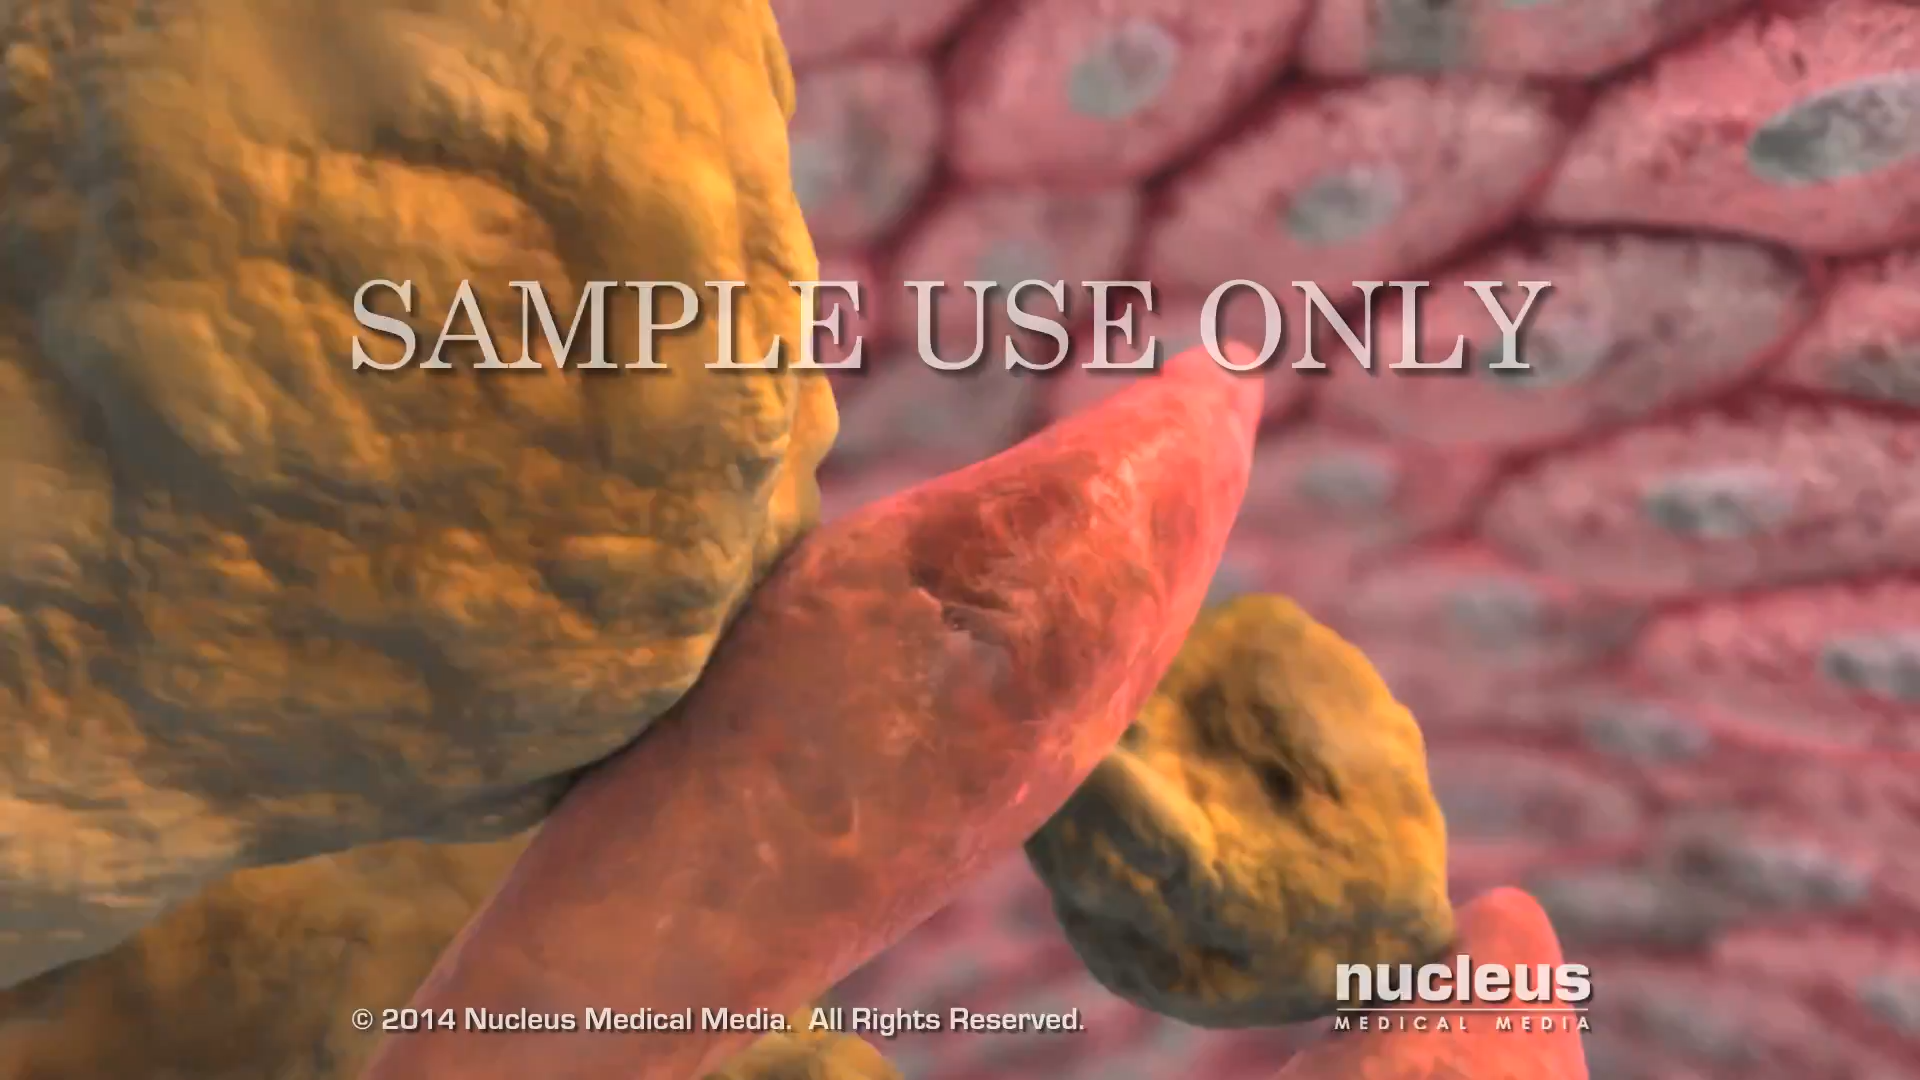 SAMPLE USE ONLY
nucleus
MEDICAL MEDIA
© 2014 Nucleus Medical Media. All Rights Reserved.